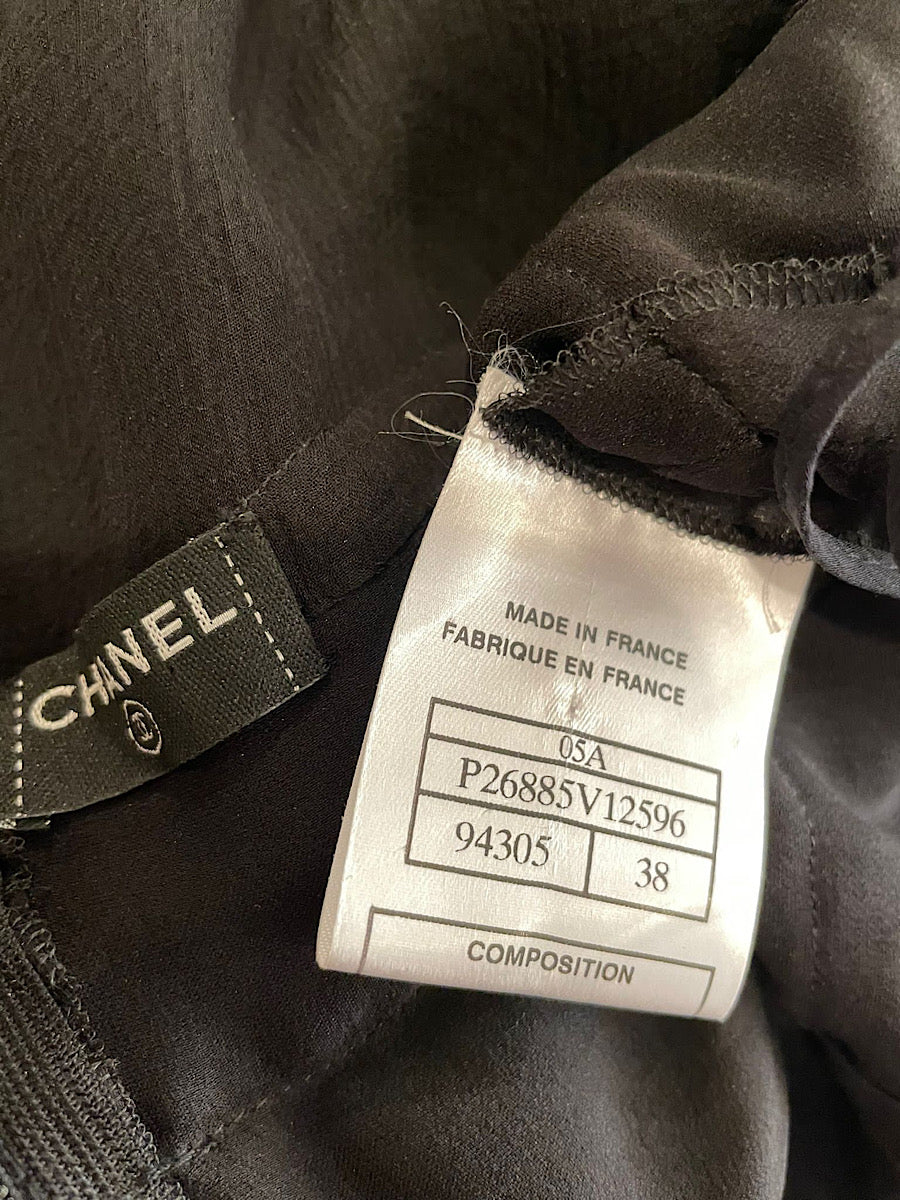 CHANEL
MADE IN FRANCE
FABRIQUE EN FRANCE
05A
P26885V12596
94305 38
COMPOSITION